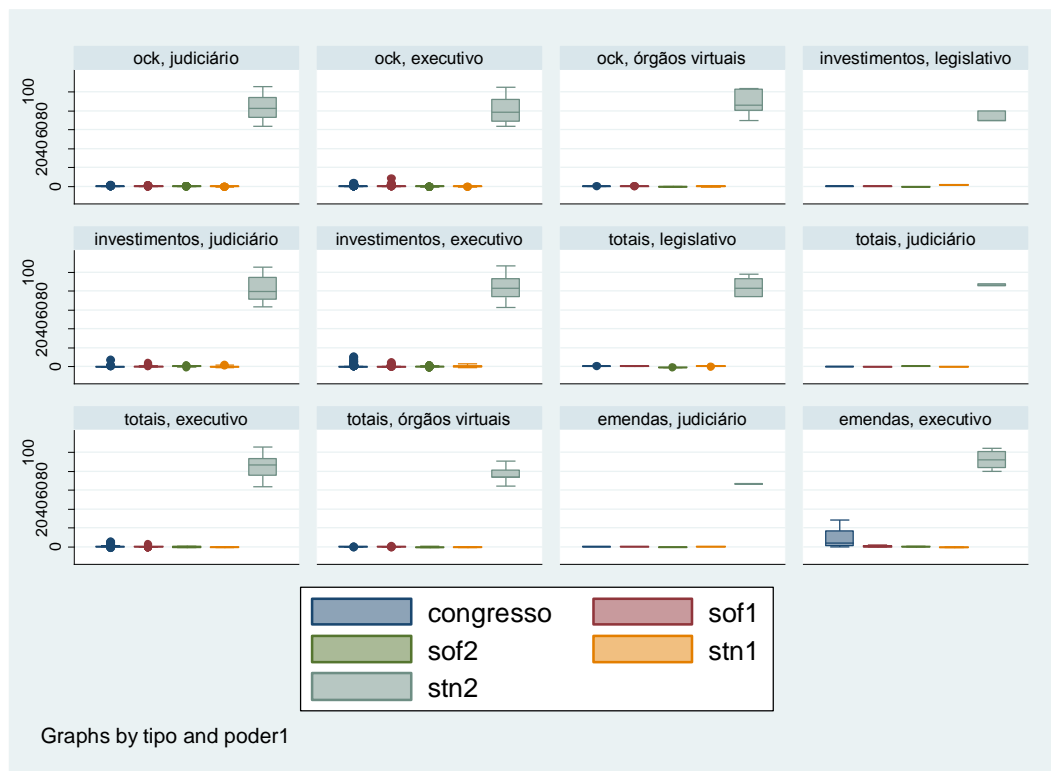 ock, judiciário
ock, executivo
ock, órgãos virtuais
investimentos, legislativo
0
20406080
100
investimentos, judiciário
investimentos, executivo
totais, legislativo
totais, judiciário
0
20406080
100
totais, executivo
totais, órgãos virtuais
emendas, judiciário
emendas, executivo
0
20406080
100
congresso
sof1
sof2
stn1
stn2
Graphs by tipo and poder1